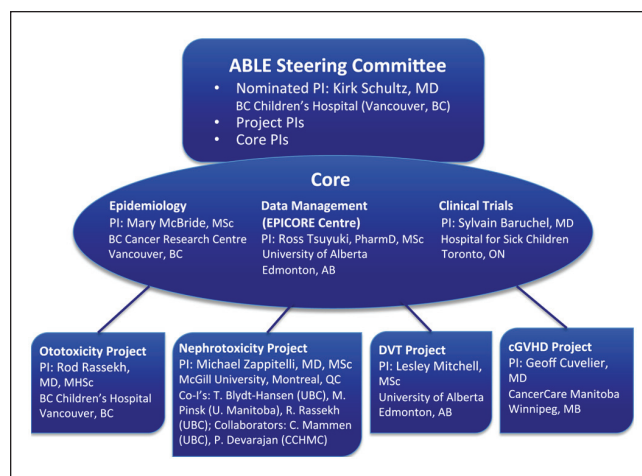 ABLE Steering Committee
• Nominated PI: Kirk Schultz, MD
BC Children's Hospital (Vancouver, BC)
• Project PIs
• Core PIs
Core
Epidemiology
PI: Mary McBride, MSc
BC Cancer Research Centre
Vancouver, BC
Data Management
(EPICORE Centre)
PI: Ross Tsuyuki, PharmD, MSc
University of Alberta
Edmonton, AB
Clinical Trials
PI: Sylvain Baruchel, MD
Hospital for Sick Children
Toronto, ON
Ototoxicity Project
PI: Rod Rassekh,
MD, MHSc
BC Children's Hospital
Vancouver, BC
Nephrotoxicity Project
PI: Michael Zappitelli, MD, MSc
McGill University, Montreal, QC
Co-I's: T. Blydt-Hansen (UBC), M.
Pinsk (U. Manitoba), R. Rassekh
(UBC); Collaborators: C. Mammen
(UBC), P. Devarajan (CCHMC)
DVT Project
PI: Lesley Mitchell,
MSc
University of Alberta
Edmonton, AB
cGVHD Project
PI: Geoff Cuvelier,
MD
CancerCare Manitoba
Winnipeg, MB